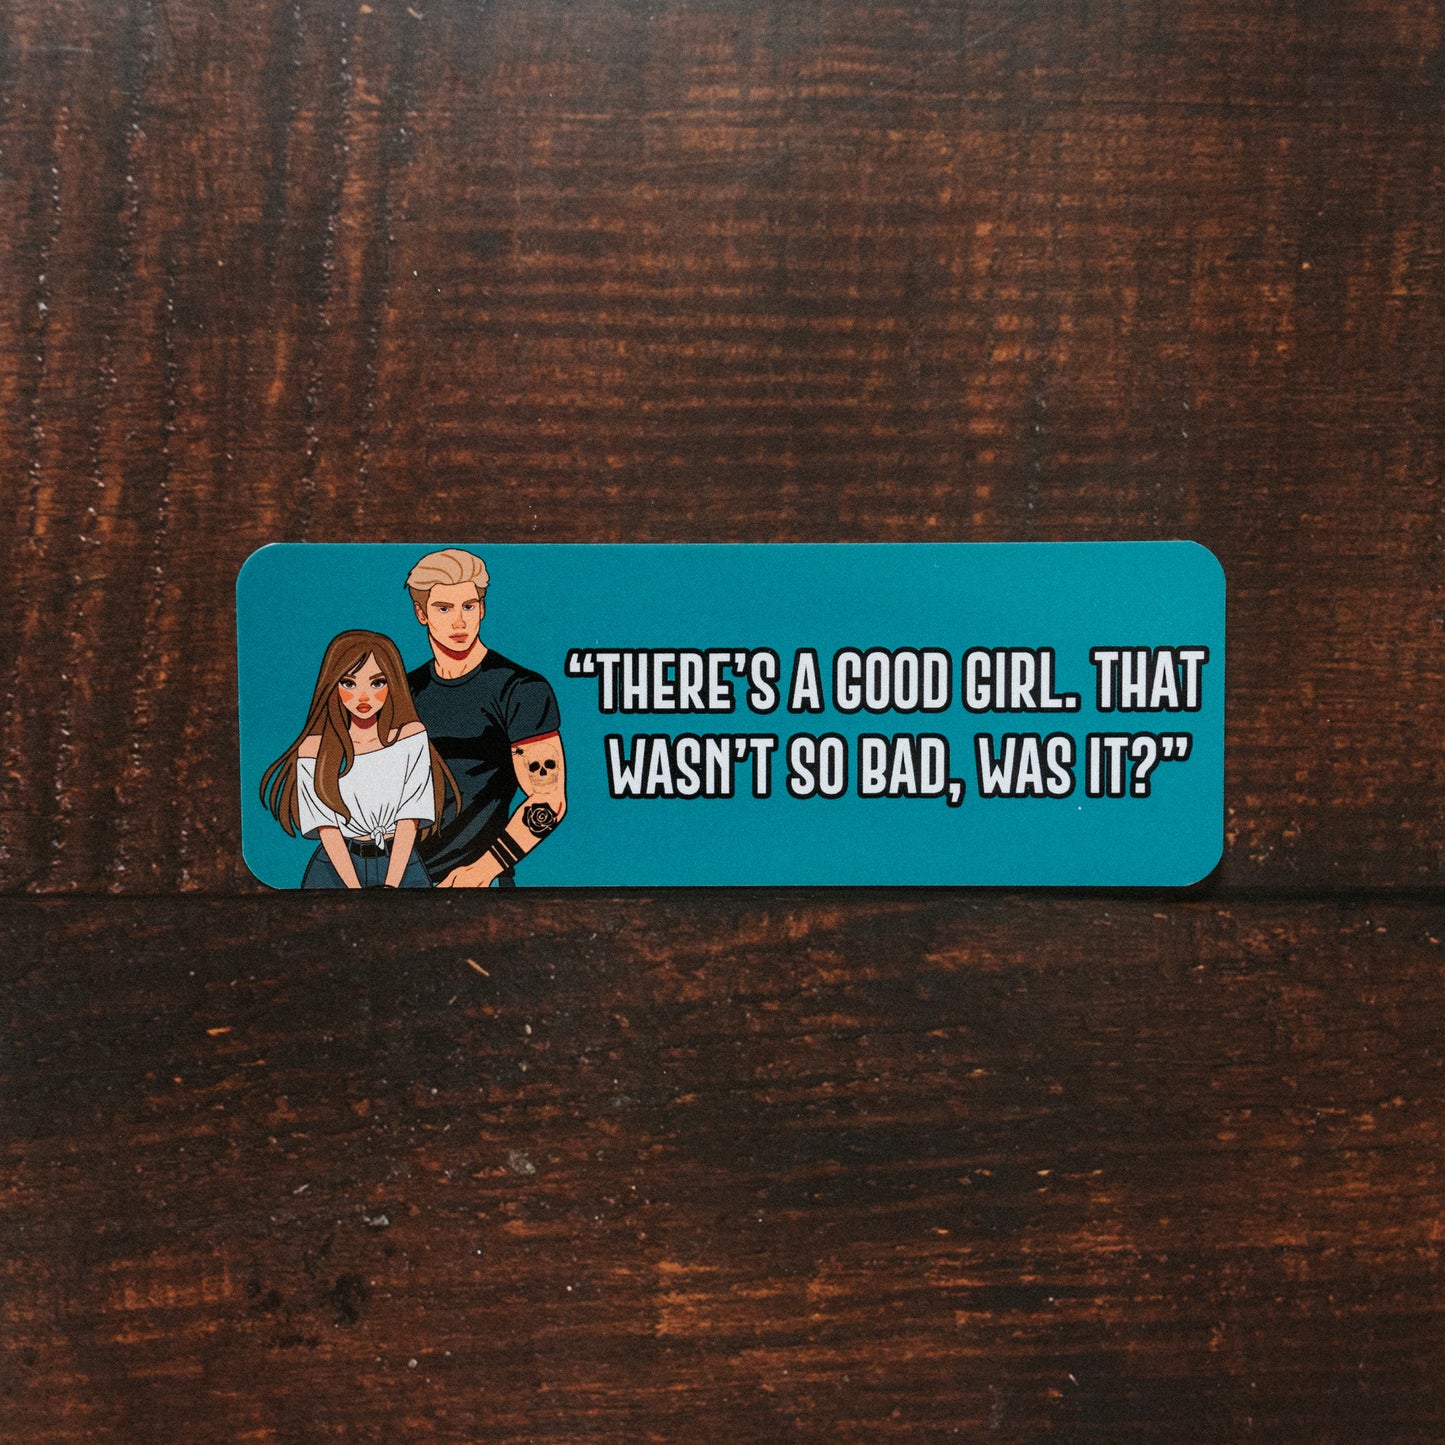 “THERE’S A GOOD GIRL. THAT
WASN’T SO BAD, WAS IT?”